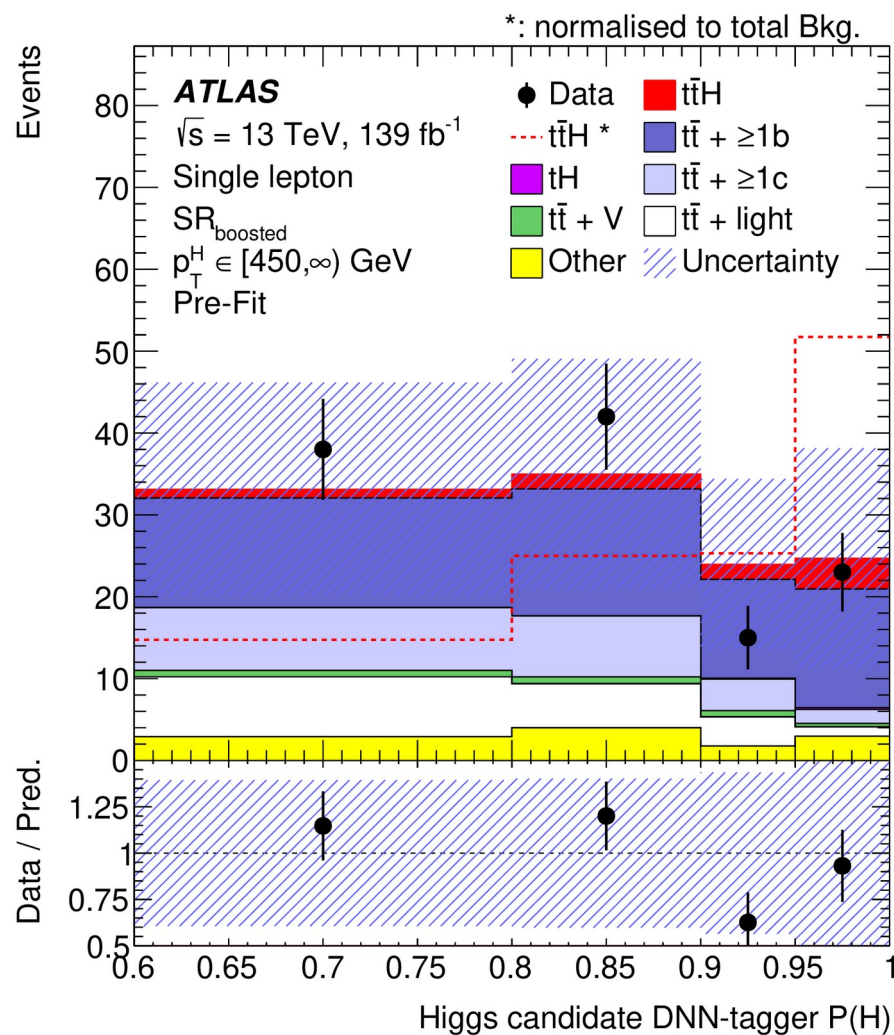 *: normalised to total Bkg.
Events
80
70
60
50
40
30
20
10
0
ATLAS
√s = 13 TeV, 139 fb⁻¹
Single lepton
SR_boosted
p_T^H ∈ [450,∞) GeV
Pre-Fit
Data
tt̄H
tt̄H *
tt̄ + ≥1b
tH
tt̄ + ≥1c
tt̄ + V
tt̄ + light
Other
Uncertainty
Data / Pred.
1.25
1
0.75
0.5
0.6 0.65 0.7 0.75 0.8 0.85 0.9 0.95 1
Higgs candidate DNN-tagger P(H)